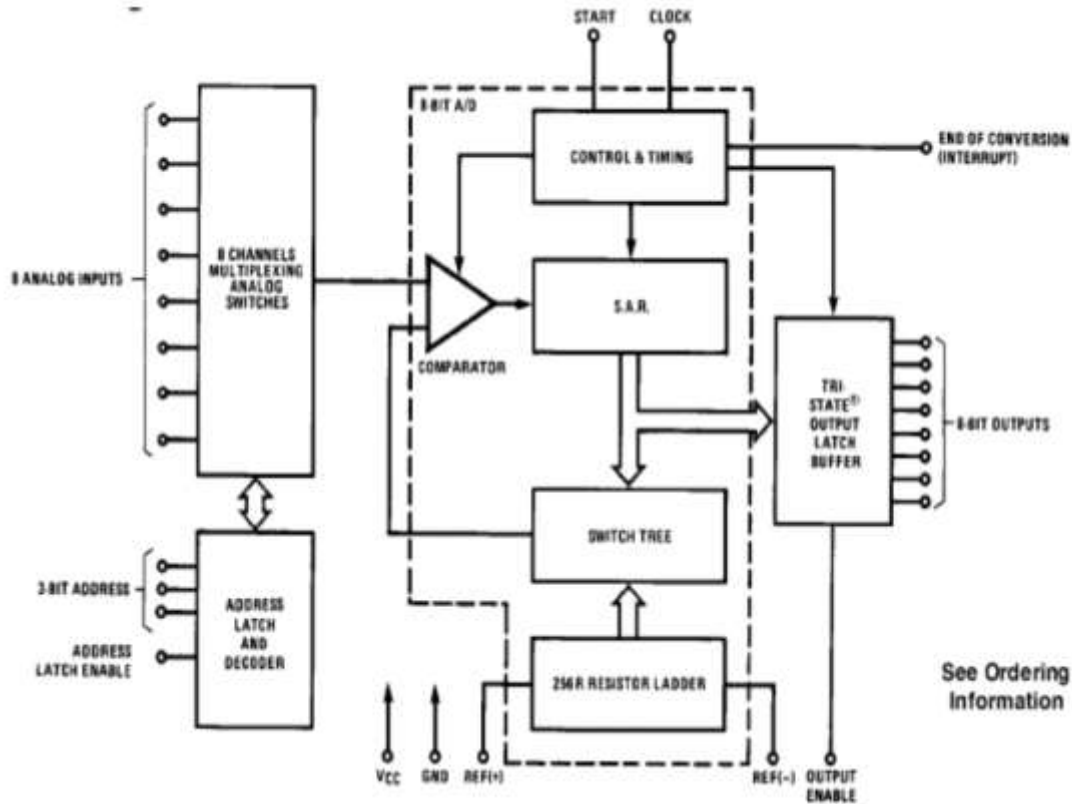 START
CLOCK
8-BIT A/D
CONTROL & TIMING
END OF CONVERSION
(INTERRUPT)
8 ANALOG INPUTS
8 CHANNELS
MULTIPLEXING
ANALOG
SWITCHES
S.A.R.
COMPARATOR
TRI-
STATE®
OUTPUT
LATCH
BUFFER
8-BIT OUTPUTS
SWITCH TREE
3-BIT ADDRESS
ADDRESS
LATCH ENABLE
ADDRESS
LATCH
AND
DECODER
256R RESISTOR LADDER
See Ordering
Information
VCC
GND
REF(+)
REF(−)
OUTPUT
ENABLE